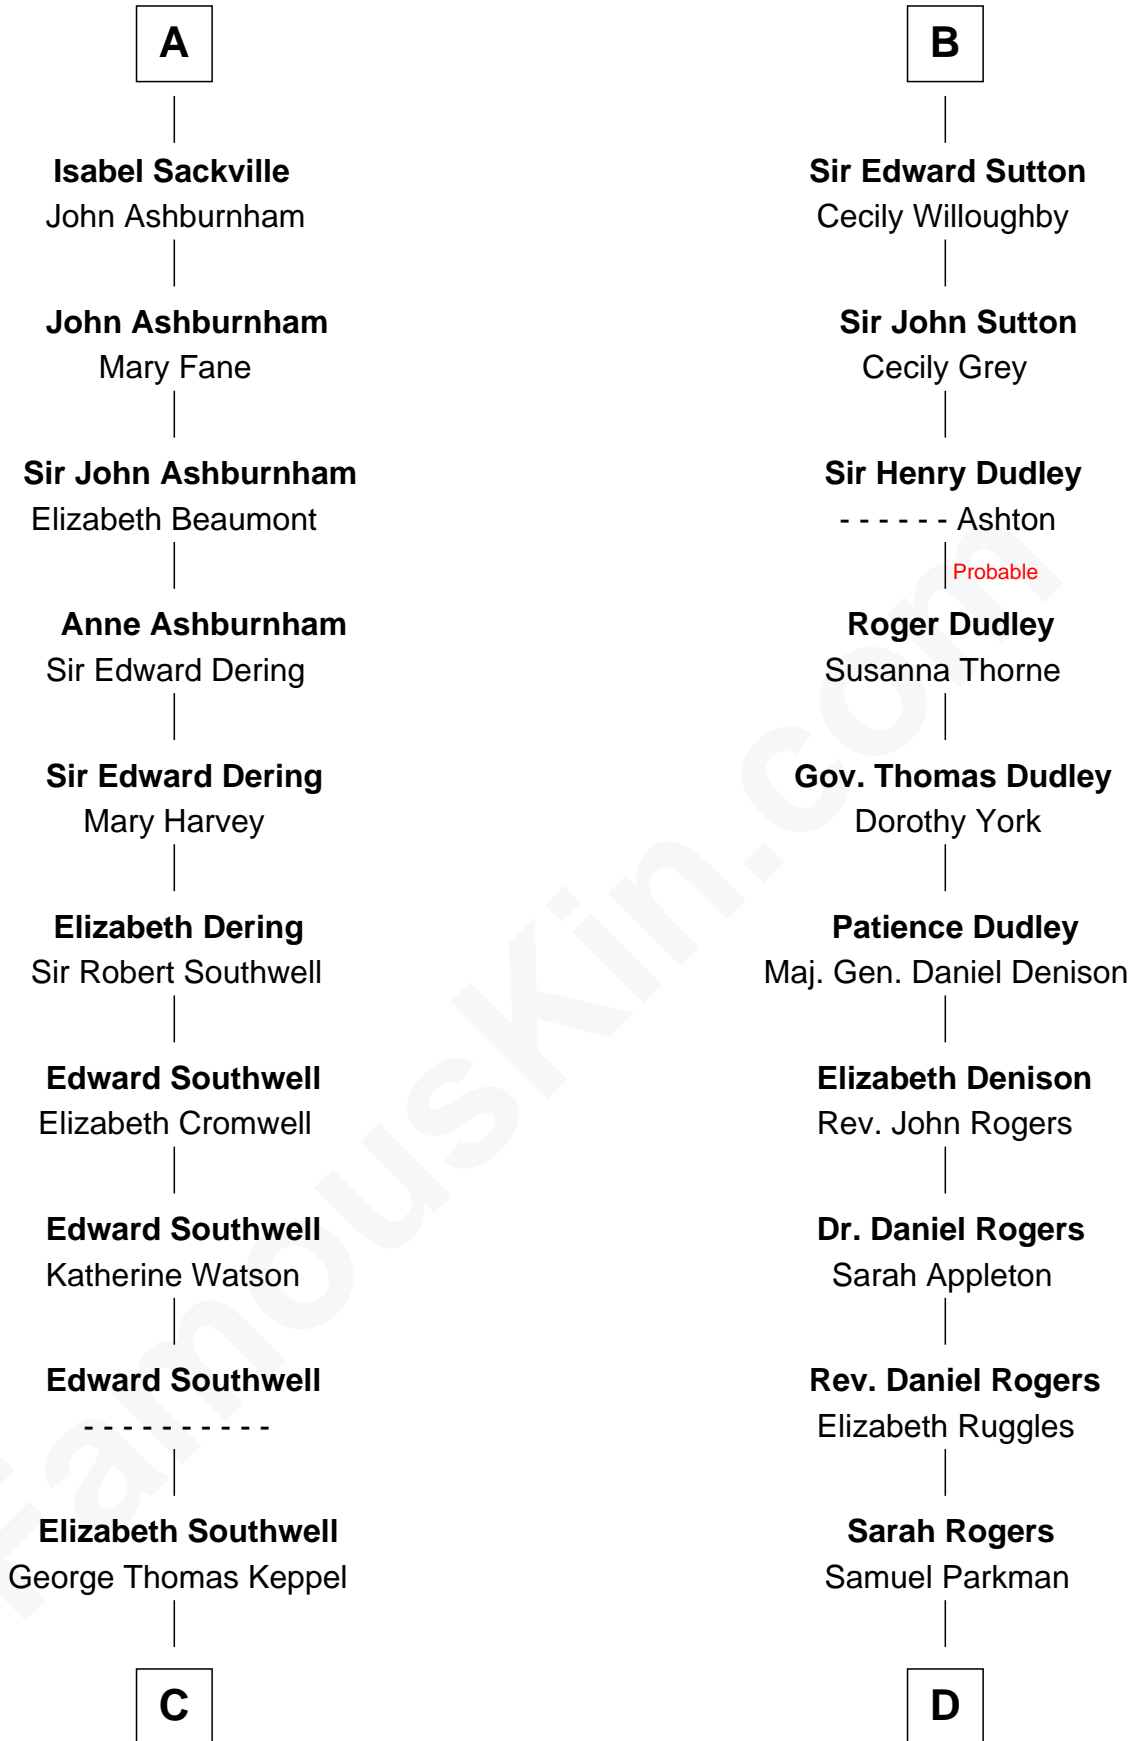 A
Isabel Sackville
John Ashburnham
John Ashburnham
Mary Fane
Sir John Ashburnham
Elizabeth Beaumont
Anne Ashburnham
Sir Edward Dering
Sir Edward Dering
Mary Harvey
Elizabeth Dering
Sir Robert Southwell
Edward Southwell
Elizabeth Cromwell
Edward Southwell
Katherine Watson
Edward Southwell
- - - - - - - - - -
Elizabeth Southwell
George Thomas Keppel
C
B
Sir Edward Sutton
Cecily Willoughby
Sir John Sutton
Cecily Grey
Sir Henry Dudley
- - - - - - Ashton
Probable
Roger Dudley
Susanna Thorne
Gov. Thomas Dudley
Dorothy York
Patience Dudley
Maj. Gen. Daniel Denison
Elizabeth Denison
Rev. John Rogers
Dr. Daniel Rogers
Sarah Appleton
Rev. Daniel Rogers
Elizabeth Ruggles
Sarah Rogers
Samuel Parkman
D
FamousKin.com